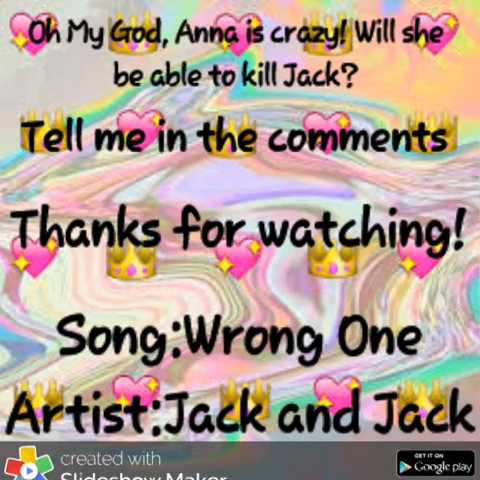 Oh My God, Anna is crazy! Will she
be able to kill Jack?
Tell me in the comments
Thanks for watching!
Song:Wrong One
Artist:Jack and Jack
created with
Slideshow Maker
GET IT ON
Google play